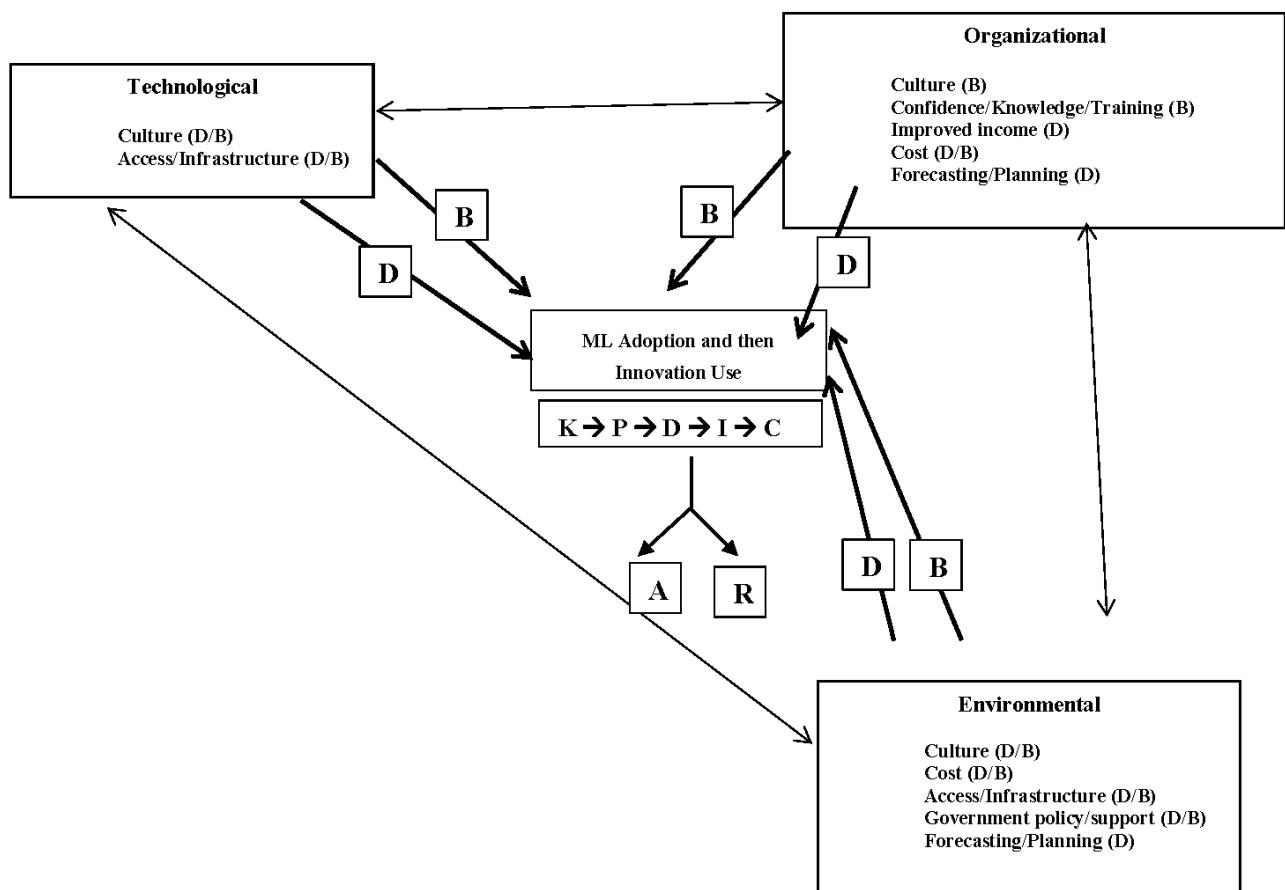 Organizational
Culture (B)
Confidence/Knowledge/Training (B)
Improved income (D)
Cost (D/B)
Forecasting/Planning (D)
Technological
Culture (D/B)
Access/Infrastructure (D/B)
B
B
D
D
ML Adoption and then
Innovation Use
K → P → D → I → C
D
B
A
R
Environmental
Culture (D/B)
Cost (D/B)
Access/Infrastructure (D/B)
Government policy/support (D/B)
Forecasting/Planning (D)